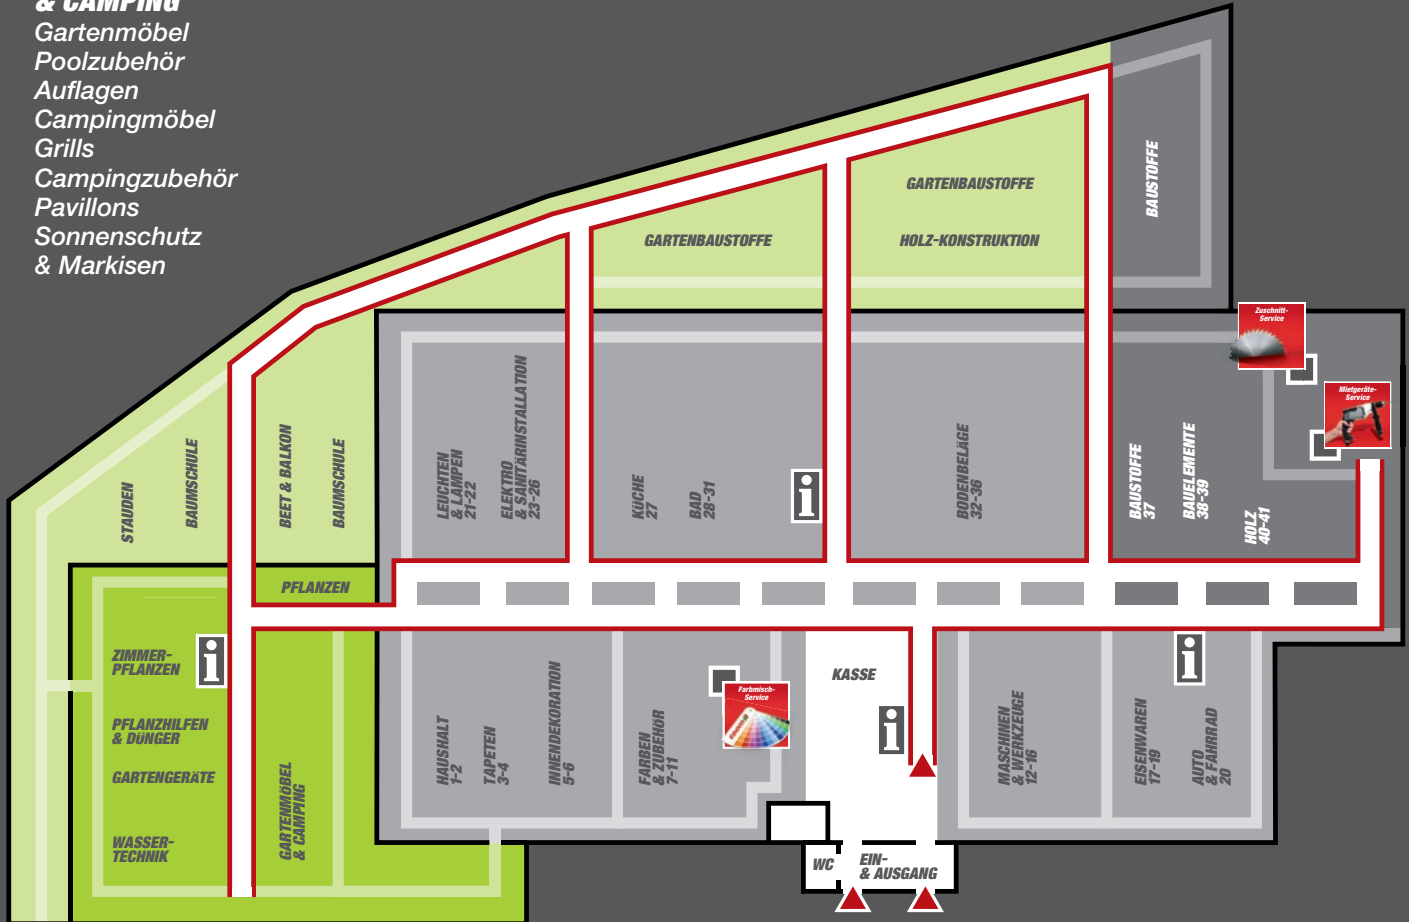 & CAMPING
Gartenmöbel
Poolzubehör
Auflagen
Campingmöbel
Grills
Campingzubehör
Pavillons
Sonnenschutz
& Markisen
GARTENBAUSTOFFE
GARTENBAUSTOFFE
HOLZ-KONSTRUKTION
BAUSTOFFE
Zuschnitt-
Service
Mietgeräte-
Service
STAUDEN
BAUMSCHULE
BEET & BALKON
BAUMSCHULE
LEUCHTEN
& LAMPEN
21-22
ELEKTRO
& SANITÄRINSTALLATION
23-26
KÜCHE
27
BAD
28-31
i
BODENBELÄGE
32-36
BAUSTOFFE
37
BAUELEMENTE
38-39
HOLZ
40-41
PFLANZEN
ZIMMER-
PFLANZEN
i
PFLANZHILFEN
& DÜNGER
GARTENGERÄTE
WASSER-
TECHNIK
GARTENMÖBEL
& CAMPING
HAUSHALT
1-2
TAPETEN
3-4
INNENDEKORATION
5-6
FARBEN
& ZUBEHÖR
7-11
Farbmisch-
Service
KASSE
i
MASCHINEN
& WERKZEUGE
12-16
EISENWAREN
17-19
i
AUTO
& FAHRRAD
20
WC
EIN-
& AUSGANG